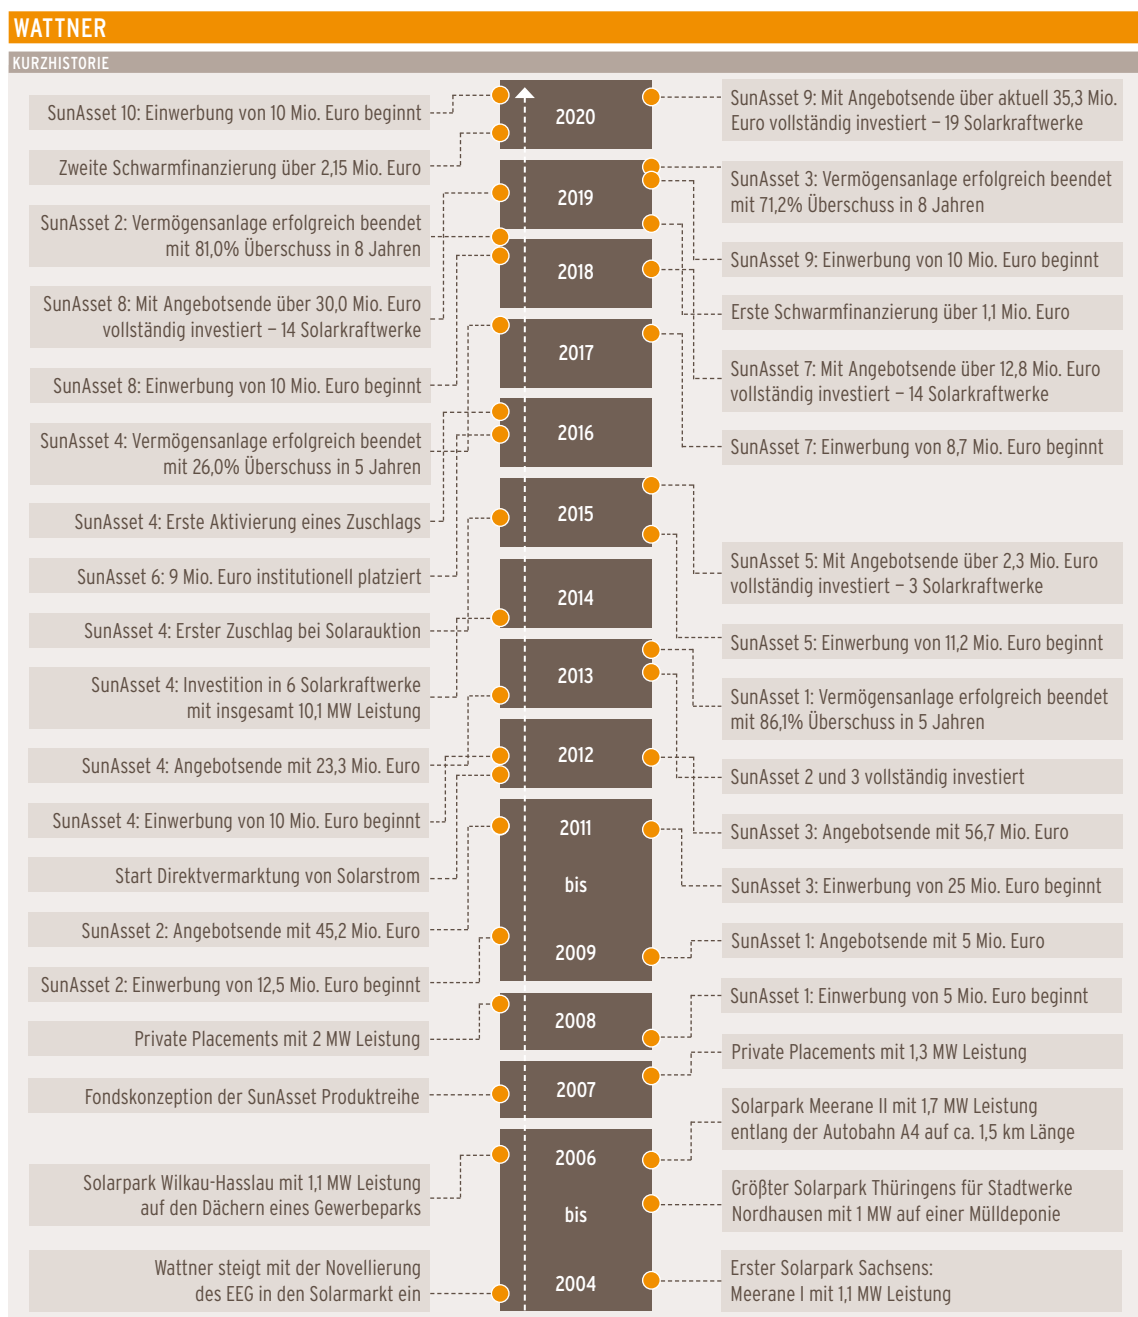 WATTNER
KURZHISTORIE
SunAsset 10: Einwerbung von 10 Mio. Euro beginnt
Zweite Schwarmfinanzierung über 2,15 Mio. Euro
SunAsset 2: Vermögensanlage erfolgreich beendet
mit 81,0% Überschuss in 8 Jahren
SunAsset 8: Mit Angebotsende über 30,0 Mio. Euro
vollständig investiert – 14 Solarkraftwerke
SunAsset 8: Einwerbung von 10 Mio. Euro beginnt
SunAsset 4: Vermögensanlage erfolgreich beendet
mit 26,0% Überschuss in 5 Jahren
SunAsset 4: Erste Aktivierung eines Zuschlags
SunAsset 6: 9 Mio. Euro institutionell platziert
SunAsset 4: Erster Zuschlag bei Solarauktion
SunAsset 4: Investition in 6 Solarkraftwerke
mit insgesamt 10,1 MW Leistung
SunAsset 4: Angebotsende mit 23,3 Mio. Euro
SunAsset 4: Einwerbung von 10 Mio. Euro beginnt
Start Direktvermarktung von Solarstrom
SunAsset 2: Angebotsende mit 45,2 Mio. Euro
SunAsset 2: Einwerbung von 12,5 Mio. Euro beginnt
Private Placements mit 2 MW Leistung
Fondskonzeption der SunAsset Produktreihe
Solarpark Wilkau-Hasslau mit 1,1 MW Leistung
auf den Dächern eines Gewerbeparks
Wattner steigt mit der Novellierung
des EEG in den Solarmarkt ein
2020
2019
2018
2017
2016
2015
2014
2013
2012
2011
bis
2009
2008
2007
2006
bis
2004
SunAsset 9: Mit Angebotsende über aktuell 35,3 Mio.
Euro vollständig investiert – 19 Solarkraftwerke
SunAsset 3: Vermögensanlage erfolgreich beendet
mit 71,2% Überschuss in 8 Jahren
SunAsset 9: Einwerbung von 10 Mio. Euro beginnt
Erste Schwarmfinanzierung über 1,1 Mio. Euro
SunAsset 7: Mit Angebotsende über 12,8 Mio. Euro
vollständig investiert – 14 Solarkraftwerke
SunAsset 7: Einwerbung von 8,7 Mio. Euro beginnt
SunAsset 5: Mit Angebotsende über 2,3 Mio. Euro
vollständig investiert – 3 Solarkraftwerke
SunAsset 5: Einwerbung von 11,2 Mio. Euro beginnt
SunAsset 1: Vermögensanlage erfolgreich beendet
mit 86,1% Überschuss in 5 Jahren
SunAsset 2 und 3 vollständig investiert
SunAsset 3: Angebotsende mit 56,7 Mio. Euro
SunAsset 3: Einwerbung von 25 Mio. Euro beginnt
SunAsset 1: Angebotsende mit 5 Mio. Euro
SunAsset 1: Einwerbung von 5 Mio. Euro beginnt
Private Placements mit 1,3 MW Leistung
Solarpark Meerane II mit 1,7 MW Leistung
entlang der Autobahn A4 auf ca. 1,5 km Länge
Größter Solarpark Thüringens für Stadtwerke
Nordhausen mit 1 MW auf einer Mülldeponie
Erster Solarpark Sachsens:
Meerane I mit 1,1 MW Leistung